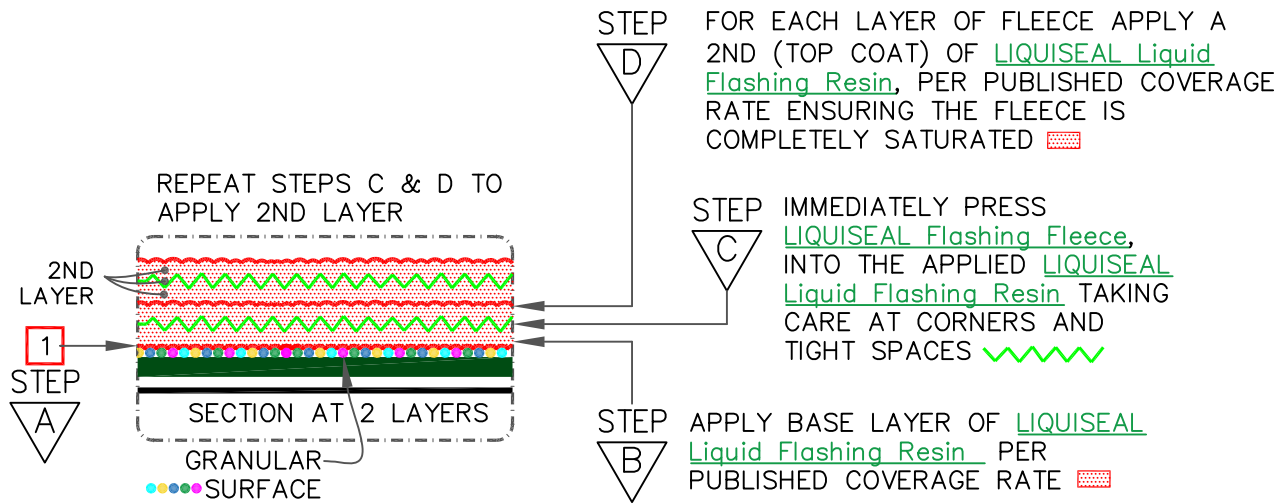 STEP
D
FOR EACH LAYER OF FLEECE APPLY A
2ND (TOP COAT) OF LIQUISEAL Liquid
Flashing Resin, PER PUBLISHED COVERAGE
RATE ENSURING THE FLEECE IS
COMPLETELY SATURATED
REPEAT STEPS C & D TO
APPLY 2ND LAYER
STEP
C
IMMEDIATELY PRESS
LIQUISEAL Flashing Fleece,
INTO THE APPLIED LIQUISEAL
Liquid Flashing Resin TAKING
CARE AT CORNERS AND
TIGHT SPACES
2ND
LAYER
1
STEP
A
SECTION AT 2 LAYERS
GRANULAR
SURFACE
STEP
B
APPLY BASE LAYER OF LIQUISEAL
Liquid Flashing Resin PER
PUBLISHED COVERAGE RATE